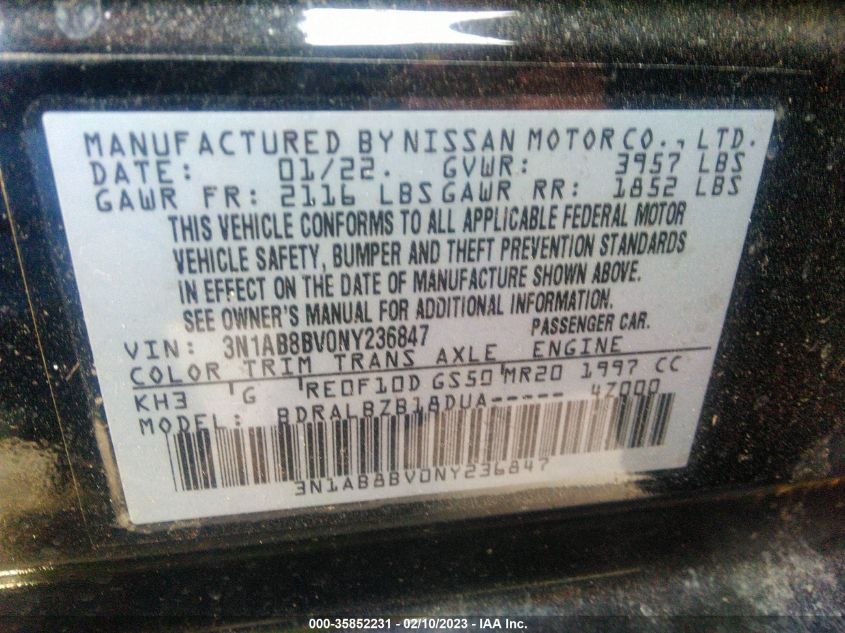 MANUFACTURED BY NISSAN MOTOR CO., LTD.
DATE: 01/22. GVWR: 3957 LBS
GAWR FR: 2116 LBS GAWR RR: 1852 LBS
THIS VEHICLE CONFORMS TO ALL APPLICABLE FEDERAL MOTOR
VEHICLE SAFETY, BUMPER AND THEFT PREVENTION STANDARDS
IN EFFECT ON THE DATE OF MANUFACTURE SHOWN ABOVE.
SEE OWNER'S MANUAL FOR ADDITIONAL INFORMATION.
VIN: 3N1AB8BV0NY236847 PASSENGER CAR.
COLOR TRIM TRANS AXLE ENGINE
KH3 G RE0F10D GS50 MR20 1997 CC
MODEL: BDRALBZB18DUA----- 4Z000
3N1AB8BV0NY236847
000-35852231 - 02/10/2023 - IAA Inc.